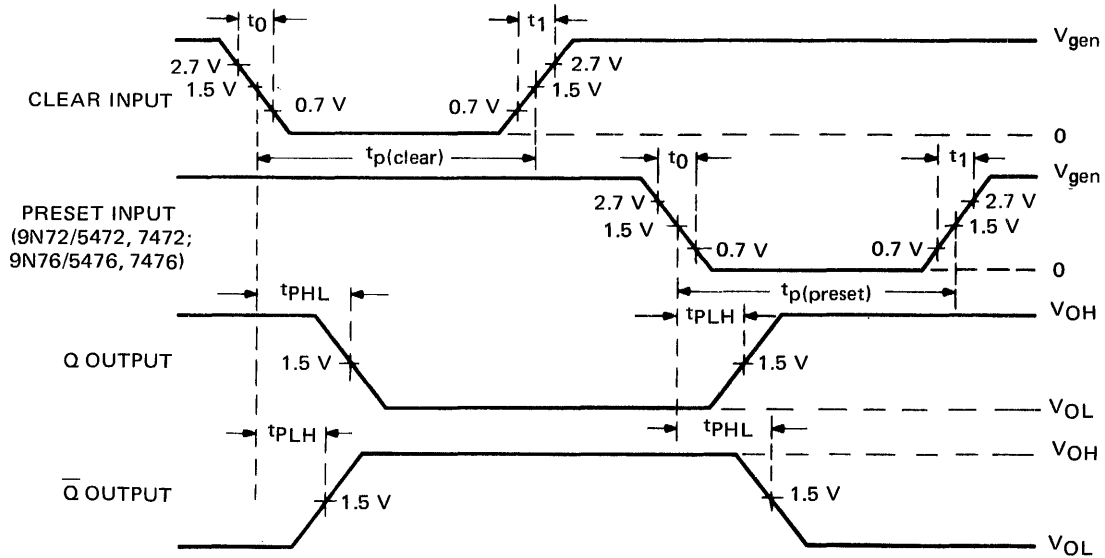 t0
t1
Vgen
2.7 V
2.7 V
1.5 V
1.5 V
CLEAR INPUT
0.7 V
0.7 V
0
tp(clear)
t0
t1
Vgen
PRESET INPUT
(9N72/5472, 7472;
9N76/5476, 7476)
2.7 V
2.7 V
1.5 V
1.5 V
0.7 V
0.7 V
0
tPHL
tp(preset)
tPLH
VOH
Q OUTPUT
1.5 V
1.5 V
VOL
tPLH
tPHL
VOH
Q̅ OUTPUT
1.5 V
1.5 V
VOL